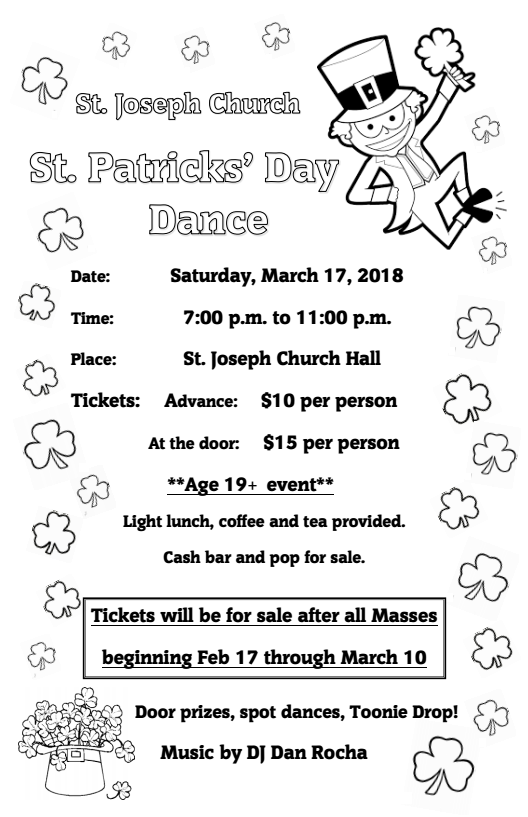 St. Joseph Church
St. Patricks' Day
Dance
Date: Saturday, March 17, 2018
Time: 7:00 p.m. to 11:00 p.m.
Place: St. Joseph Church Hall
Tickets: Advance: $10 per person
At the door: $15 per person
**Age 19+ event**
Light lunch, coffee and tea provided.
Cash bar and pop for sale.
Tickets will be for sale after all Masses
beginning Feb 17 through March 10
Door prizes, spot dances, Toonie Drop!
Music by DJ Dan Rocha